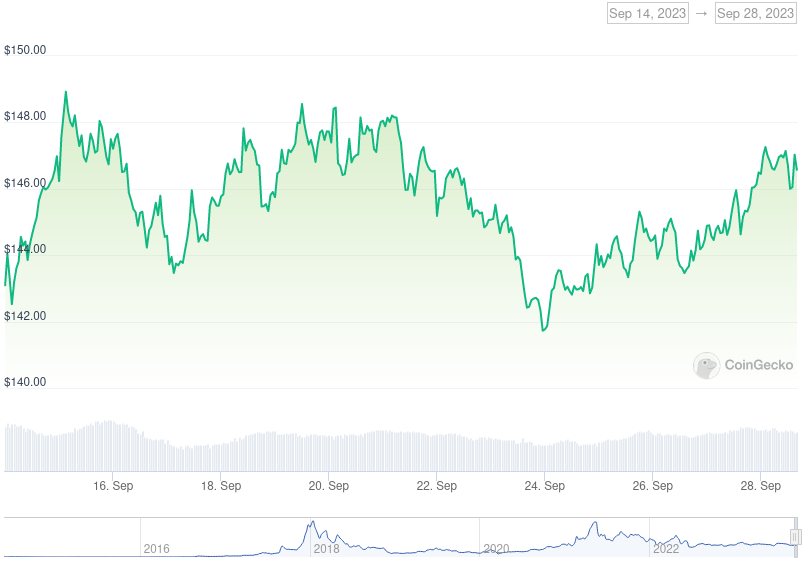 Sep 14, 2023 → Sep 28, 2023
$150.00
$148.00
$146.00
$144.00
$142.00
$140.00
CoinGecko
16. Sep 18. Sep 20. Sep 22. Sep 24. Sep 26. Sep 28. Sep
2016 2018 2020 2022